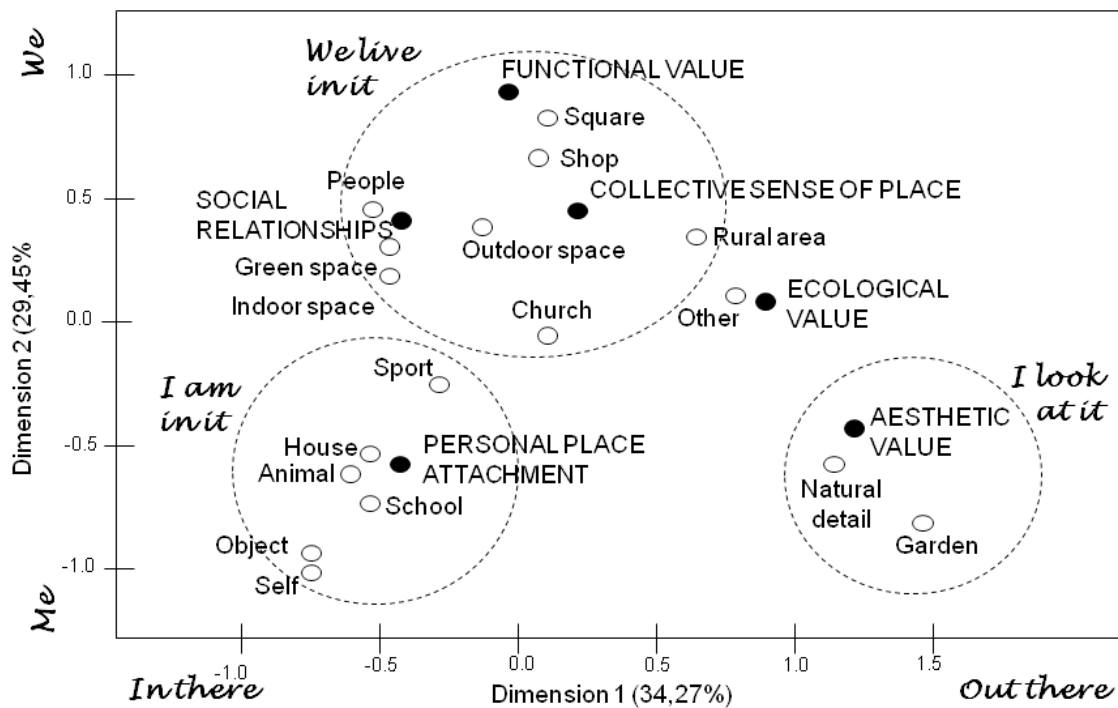 We
We live
in it
1.0
FUNCTIONAL VALUE
Square
Shop
People
0.5
SOCIAL
RELATIONSHIPS
COLLECTIVE SENSE OF PLACE
Outdoor space
Rural area
Green space
Indoor space
ECOLOGICAL
VALUE
Church
Other
0.0
Dimension 2 (29,45%
Sport
I am
in it
I look
at it
-0.5
House
Animal
PERSONAL PLACE
ATTACHMENT
School
AESTHETIC
VALUE
Natural
detail
Garden
Object
Self
-1.0
Me
-1.0
-0.5
0.0
0.5
1.0
1.5
In there
Dimension 1 (34,27%)
Out there